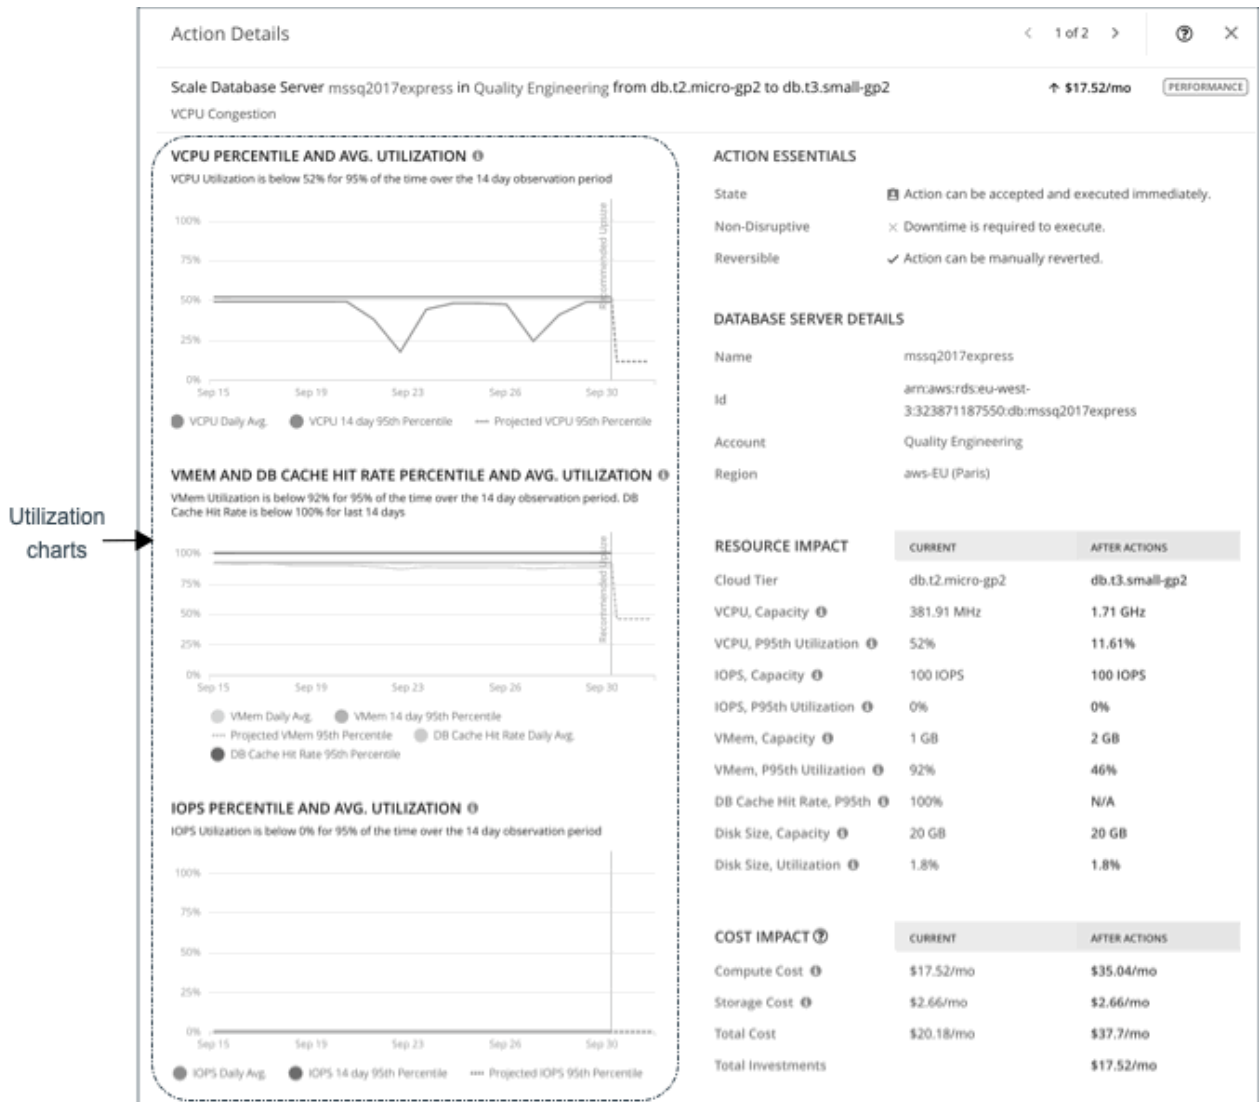 Action Details
1 of 2
Scale Database Server mssq2017express in Quality Engineering from db.t2.micro-gp2 to db.t3.small-gp2
↑ $17.52/mo
PERFORMANCE
VCPU Congestion
Utilization
charts
VCPU PERCENTILE AND AVG. UTILIZATION
VCPU Utilization is below 52% for 95% of the time over the 14 day observation period
100%
75%
50%
25%
0%
Recommended Upsize
Sep 15 Sep 19 Sep 23 Sep 26 Sep 30
VCPU Daily Avg. VCPU 14 day 95th Percentile Projected VCPU 95th Percentile
VMEM AND DB CACHE HIT RATE PERCENTILE AND AVG. UTILIZATION
VMem Utilization is below 92% for 95% of the time over the 14 day observation period. DB
Cache Hit Rate is below 100% for last 14 days
100%
75%
50%
25%
0%
Recommended Upsize
Sep 15 Sep 19 Sep 23 Sep 26 Sep 30
VMem Daily Avg. VMem 14 day 95th Percentile
Projected VMem 95th Percentile DB Cache Hit Rate Daily Avg.
DB Cache Hit Rate 95th Percentile
IOPS PERCENTILE AND AVG. UTILIZATION
IOPS Utilization is below 0% for 95% of the time over the 14 day observation period
100%
75%
50%
25%
0%
Sep 15 Sep 19 Sep 23 Sep 26 Sep 30
IOPS Daily Avg. IOPS 14 day 95th Percentile Projected IOPS 95th Percentile
ACTION ESSENTIALS
State Action can be accepted and executed immediately.
Non-Disruptive × Downtime is required to execute.
Reversible ✓ Action can be manually reverted.
DATABASE SERVER DETAILS
Name mssq2017express
Id arn:aws:rds:eu-west-
3:323871187550:db:mssq2017express
Account Quality Engineering
Region aws-EU (Paris)
RESOURCE IMPACT CURRENT AFTER ACTIONS
Cloud Tier db.t2.micro-gp2 db.t3.small-gp2
VCPU, Capacity 381.91 MHz 1.71 GHz
VCPU, P95th Utilization 52% 11.61%
IOPS, Capacity 100 IOPS 100 IOPS
IOPS, P95th Utilization 0% 0%
VMem, Capacity 1 GB 2 GB
VMem, P95th Utilization 92% 46%
DB Cache Hit Rate, P95th 100% N/A
Disk Size, Capacity 20 GB 20 GB
Disk Size, Utilization 1.8% 1.8%
COST IMPACT CURRENT AFTER ACTIONS
Compute Cost $17.52/mo $35.04/mo
Storage Cost $2.66/mo $2.66/mo
Total Cost $20.18/mo $37.7/mo
Total Investments $17.52/mo